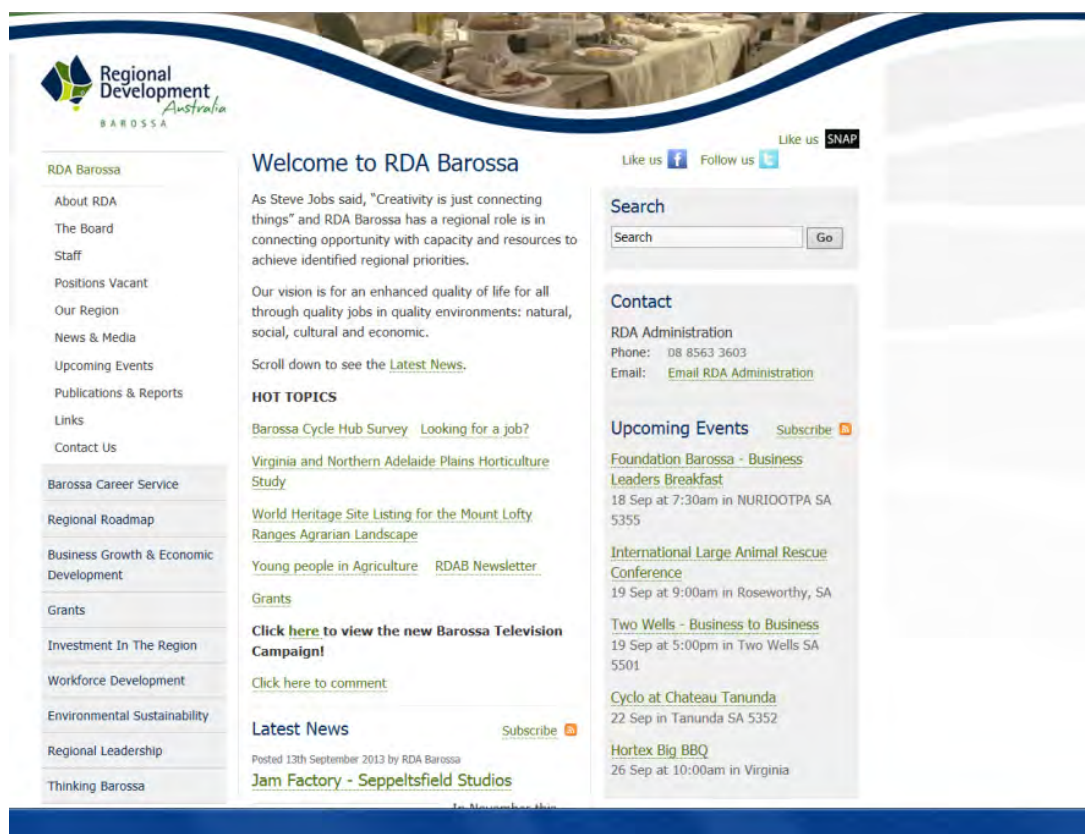 Regional
Development
Australia
BAROSSA
RDA Barossa
About RDA
The Board
Staff
Positions Vacant
Our Region
News & Media
Upcoming Events
Publications & Reports
Links
Contact Us
Barossa Career Service
Regional Roadmap
Business Growth & Economic
Development
Grants
Investment In The Region
Workforce Development
Environmental Sustainability
Regional Leadership
Thinking Barossa
Welcome to RDA Barossa
As Steve Jobs said, "Creativity is just connecting
things" and RDA Barossa has a regional role is in
connecting opportunity with capacity and resources to
achieve identified regional priorities.
Our vision is for an enhanced quality of life for all
through quality jobs in quality environments: natural,
social, cultural and economic.
Scroll down to see the Latest News.
HOT TOPICS
Barossa Cycle Hub Survey Looking for a job?
Virginia and Northern Adelaide Plains Horticulture
Study
World Heritage Site Listing for the Mount Lofty
Ranges Agrarian Landscape
Young people in Agriculture RDAB Newsletter
Grants
Click here to view the new Barossa Television
Campaign!
Click here to comment
Latest News Subscribe
Posted 13th September 2013 by RDA Barossa
Jam Factory - Seppeltsfield Studios
In November this
Like us SNAP
Like us f Follow us t
Search
Search Go
Contact
RDA Administration
Phone: 08 8563 3603
Email: Email RDA Administration
Upcoming Events Subscribe
Foundation Barossa - Business
Leaders Breakfast
18 Sep at 7:30am in NURIOOTPA SA
5355
International Large Animal Rescue
Conference
19 Sep at 9:00am in Roseworthy, SA
Two Wells - Business to Business
19 Sep at 5:00pm in Two Wells SA
5501
Cyclo at Chateau Tanunda
22 Sep in Tanunda SA 5352
Hortex Big BBQ
26 Sep at 10:00am in Virginia